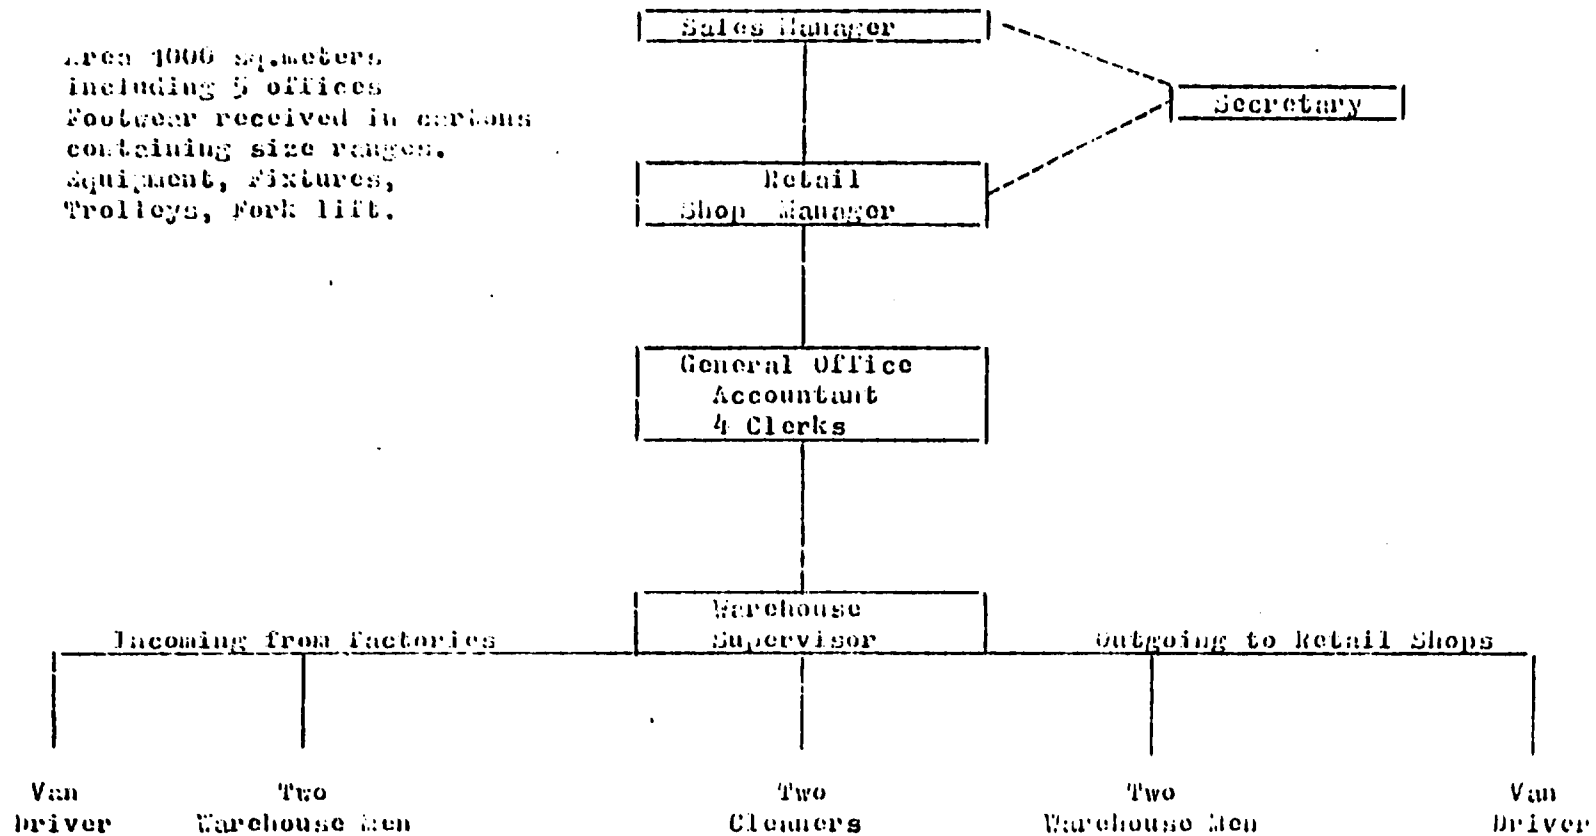 Area 1000 sq.meters
including 5 offices
Footwear received in cartons
containing size ranges.
Equipment, Fixtures,
Trolleys, Fork lift.
Sales Manager
Secretary
Retail
Shop Manager
General Office
Accountant
4 Clerks
Warehouse
Supervisor
Incoming from factories
Outgoing to Retail Shops
Van
Driver
Two
Warehouse Men
Two
Cleaners
Two
Warehouse Men
Van
Driver